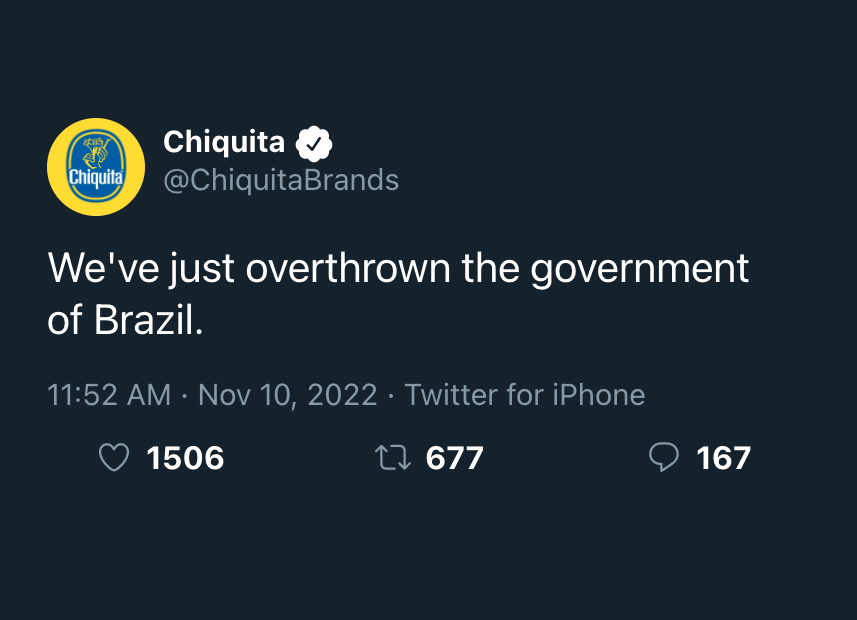 Chiquita
Chiquita
@ChiquitaBrands
We've just overthrown the government
of Brazil.
11:52 AM · Nov 10, 2022 · Twitter for iPhone
1506 677 167